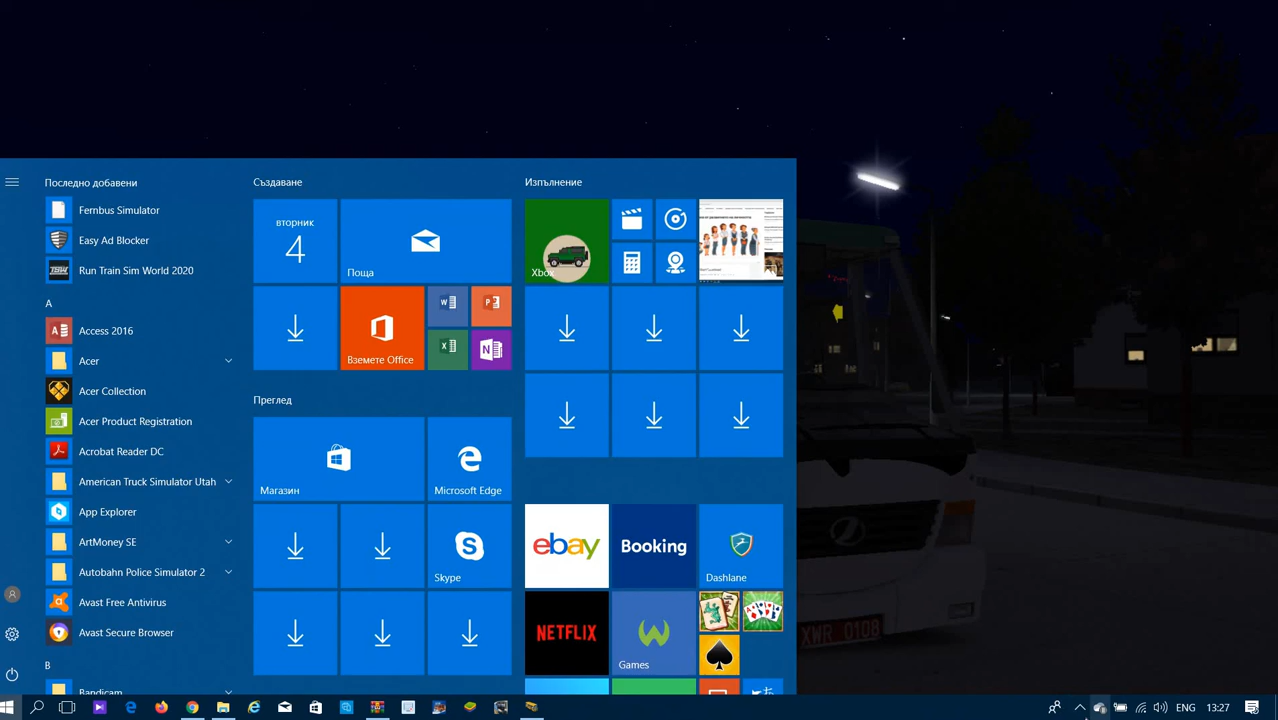 Последно добавени
Fernbus Simulator
Easy Ad Blocker
Run Train Sim World 2020
A
Access 2016
Acer
Acer Collection
Acer Product Registration
Acrobat Reader DC
American Truck Simulator Utah
App Explorer
ArtMoney SE
Autobahn Police Simulator 2
Avast Free Antivirus
Avast Secure Browser
B
Bandicam
Създаване
вторник
4
Поща
Вземете Office
Преглед
Магазин
Microsoft Edge
Skype
Изпълнение
Xbox
ebay
Booking
Dashlane
NETFLIX
Games
XWR 0108
ENG
13:27